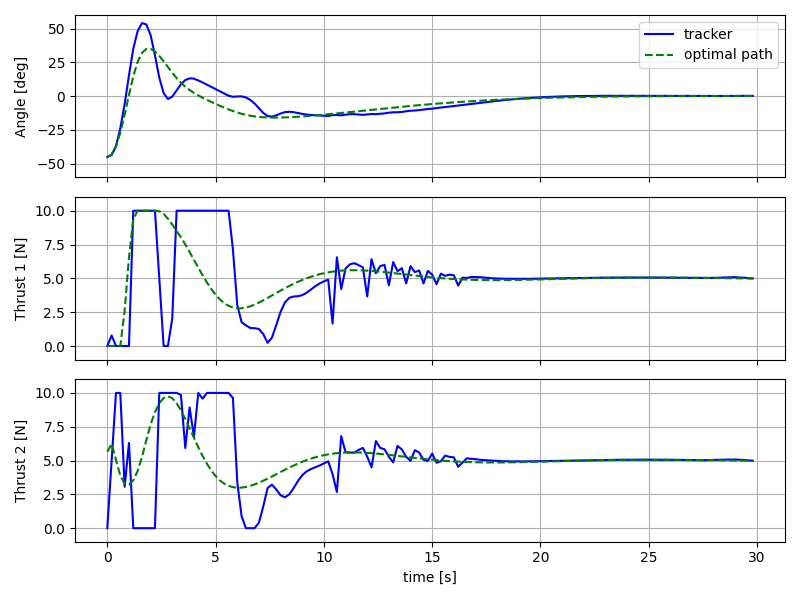 50
25
0
−25
−50
Angle [deg]
tracker
optimal path
10.0
7.5
5.0
2.5
0.0
Thrust 1 [N]
10.0
7.5
5.0
2.5
0.0
Thrust 2 [N]
0 5 10 15 20 25 30
time [s]